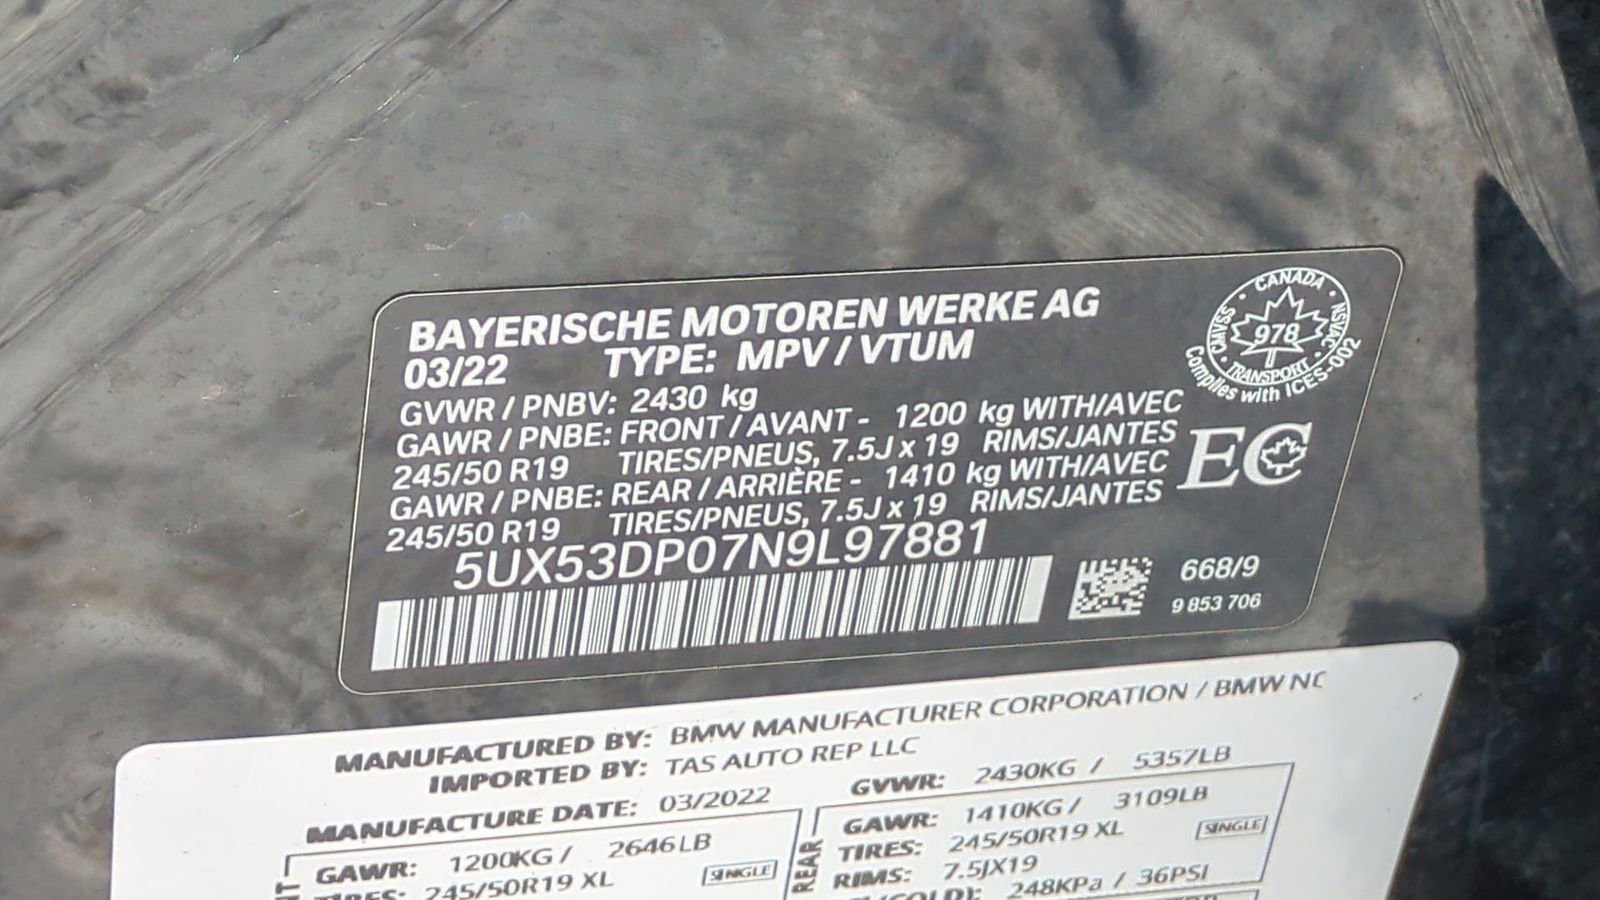 BAYERISCHE MOTOREN WERKE AG
03/22 TYPE: MPV / VTUM
GVWR / PNBV: 2430 kg
GAWR / PNBE: FRONT / AVANT - 1200 kg WITH/AVEC
245/50 R19 TIRES/PNEUS, 7.5J x 19 RIMS/JANTES
GAWR / PNBE: REAR / ARRIÈRE - 1410 kg WITH/AVEC
245/50 R19 TIRES/PNEUS, 7.5J x 19 RIMS/JANTES
5UX53DP07N9L97881
CANADA
NSVAC
978
CMVSS
TRANSPORT
Complies with ICES-002
EC
668/9
9 853 706
MANUFACTURED BY: BMW MANUFACTURER CORPORATION / BMW NC
IMPORTED BY: TAS AUTO REP LLC
MANUFACTURE DATE: 03/2022
GVWR: 2430KG / 5357LB
GAWR: 1200KG / 2646LB
TIRES: 245/50R19 XL SINGLE
REAR
GAWR: 1410KG / 3109LB
TIRES: 245/50R19 XL SINGLE
RIMS: 7.5JX19
248KPa / 36PSI